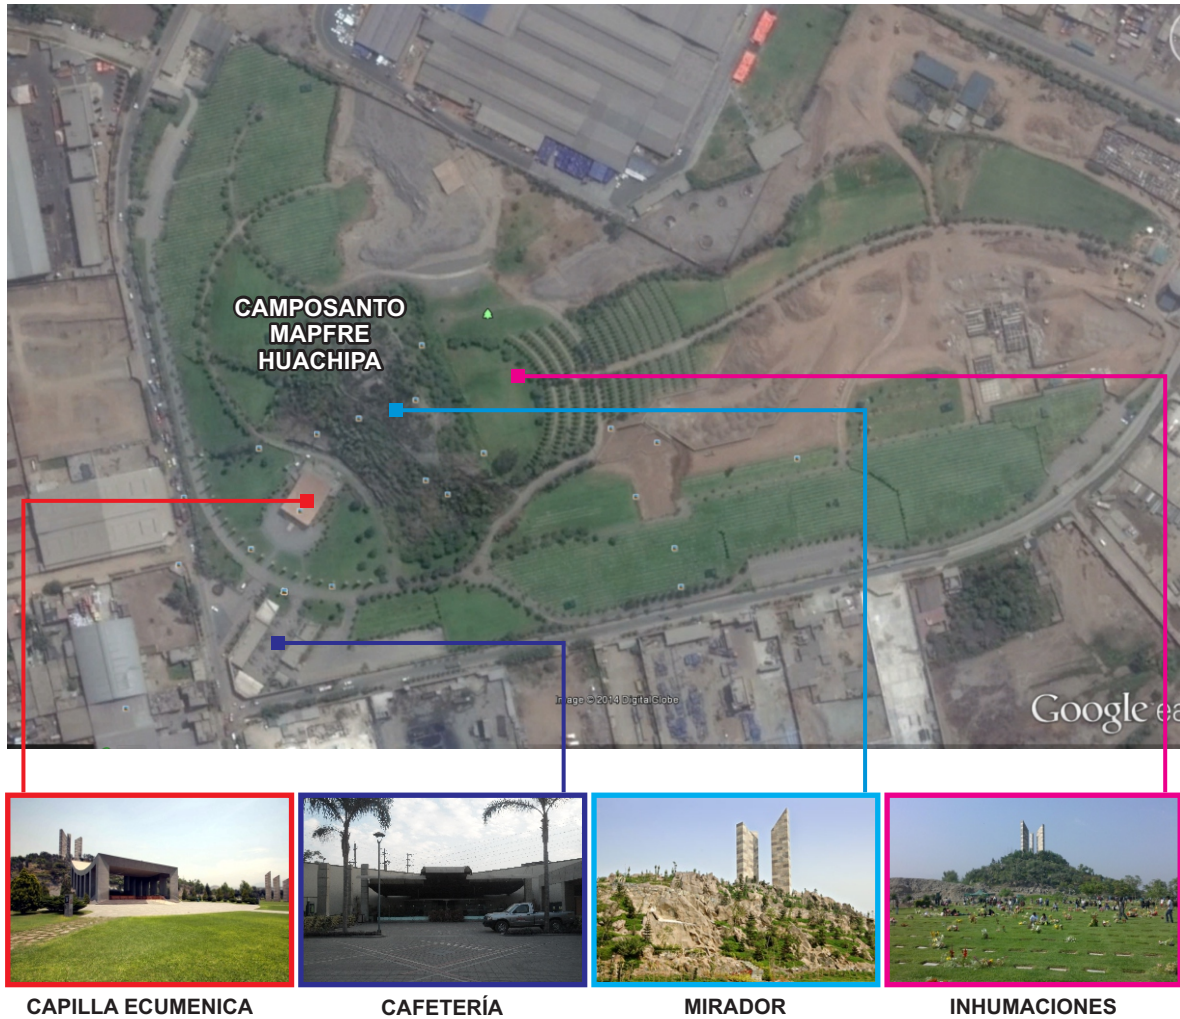 CAMPOSANTO
MAPFRE
HUACHIPA
Image © 2014 DigitalGlobe
Google ea
CAPILLA ECUMENICA
CAFETERÍA
MIRADOR
INHUMACIONES